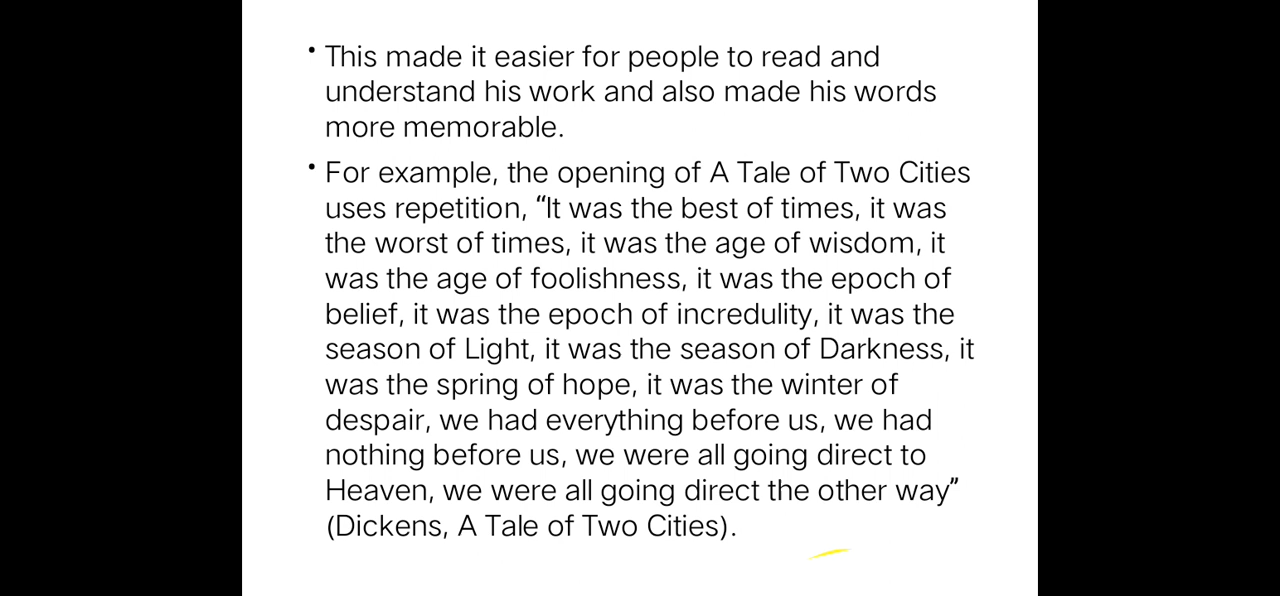 • This made it easier for people to read and
understand his work and also made his words
more memorable.
• For example, the opening of A Tale of Two Cities
uses repetition, “It was the best of times, it was
the worst of times, it was the age of wisdom, it
was the age of foolishness, it was the epoch of
belief, it was the epoch of incredulity, it was the
season of Light, it was the season of Darkness, it
was the spring of hope, it was the winter of
despair, we had everything before us, we had
nothing before us, we were all going direct to
Heaven, we were all going direct the other way”
(Dickens, A Tale of Two Cities).